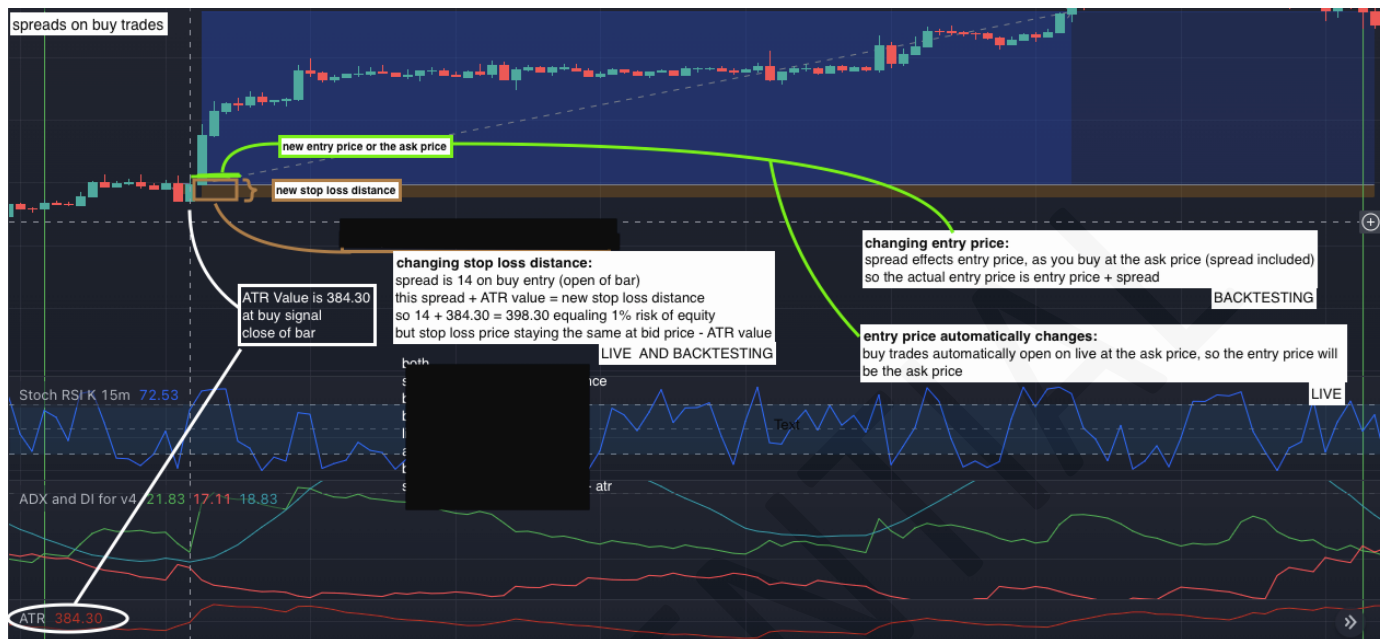 spreads on buy trades
new entry price or the ask price
new stop loss distance
changing entry price:
spread effects entry price, as you buy at the ask price (spread included)
so the actual entry price is entry price + spread
BACKTESTING
changing stop loss distance:
spread is 14 on buy entry (open of bar)
this spread + ATR value = new stop loss distance
so 14 + 384.30 = 398.30 equaling 1% risk of equity
but stop loss price staying the same at bid price - ATR value
LIVE AND BACKTESTING
ATR Value is 384.30
at buy signal
close of bar
entry price automatically changes:
buy trades automatically open on live at the ask price, so the entry price will
be the ask price
LIVE
both
Stoch RSI K 15m 72.53
Text
atr
ADX and DI for v4 21.83 17.11 18.83
ATR 384.30